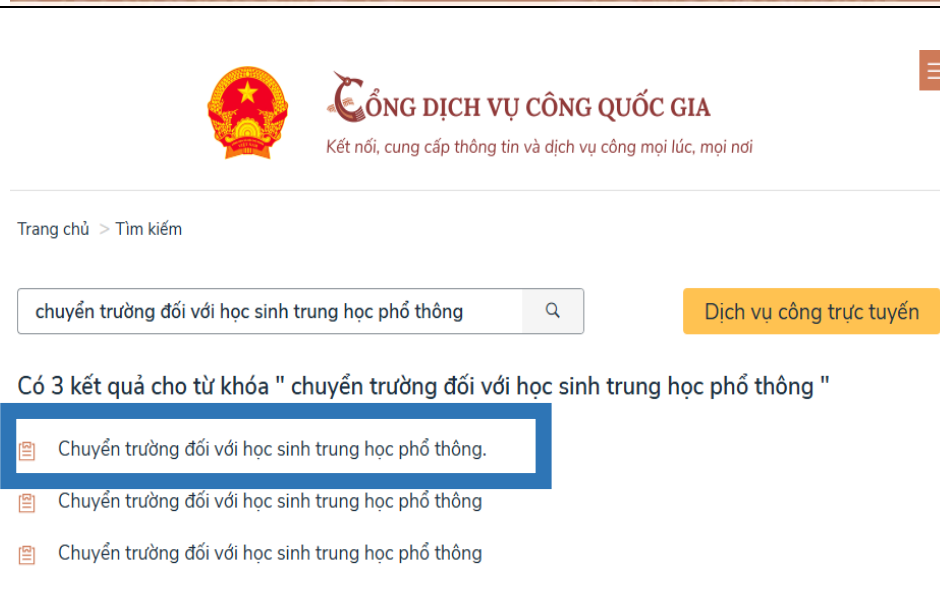 CỔNG DỊCH VỤ CÔNG QUỐC GIA
Kết nối, cung cấp thông tin và dịch vụ công mọi lúc, mọi nơi
Trang chủ > Tìm kiếm
chuyển trường đối với học sinh trung học phổ thông
Dịch vụ công trực tuyến
Có 3 kết quả cho từ khóa " chuyển trường đối với học sinh trung học phổ thông "
Chuyển trường đối với học sinh trung học phổ thông.
Chuyển trường đối với học sinh trung học phổ thông
Chuyển trường đối với học sinh trung học phổ thông